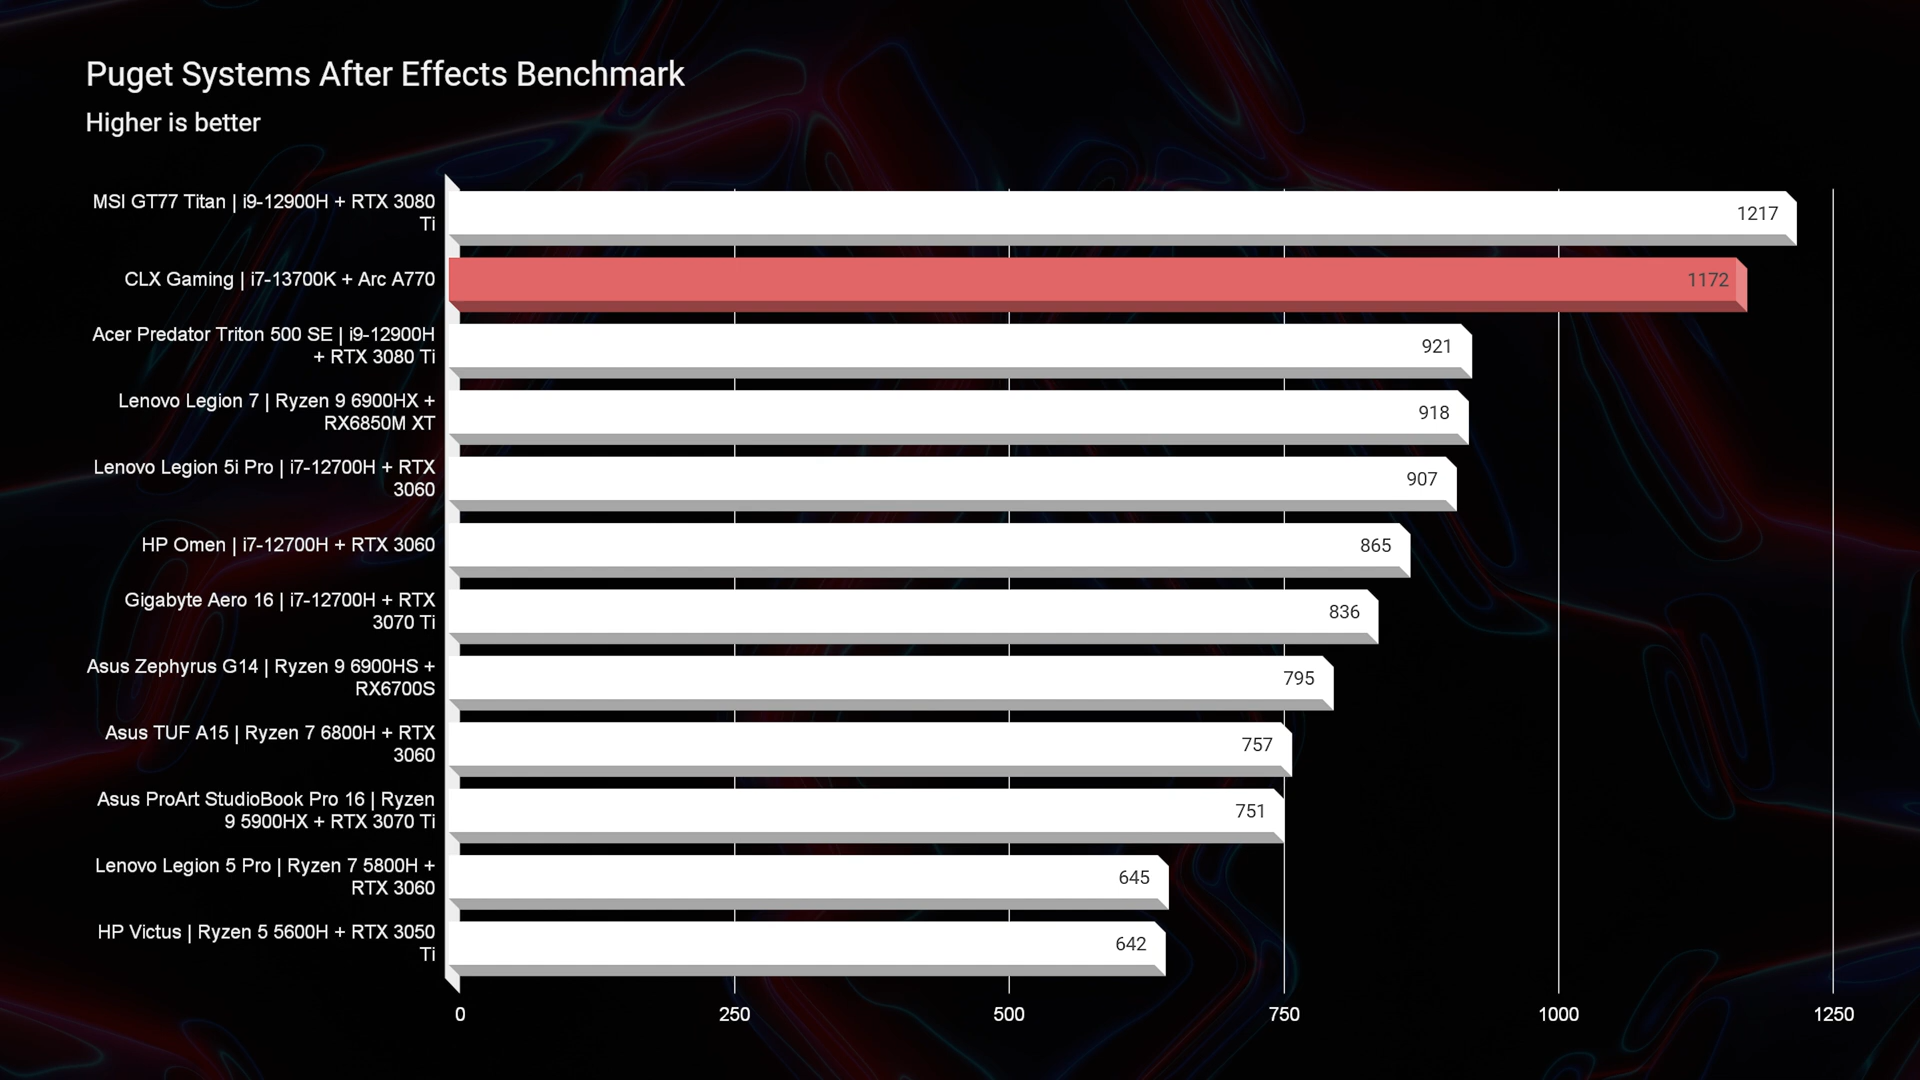 Puget Systems After Effects Benchmark
Higher is better
MSI GT77 Titan | i9-12900H + RTX 3080
Ti
1217
CLX Gaming | i7-13700K + Arc A770
1172
Acer Predator Triton 500 SE | i9-12900H
+ RTX 3080 Ti
921
Lenovo Legion 7 | Ryzen 9 6900HX +
RX6850M XT
918
Lenovo Legion 5i Pro | i7-12700H + RTX
3060
907
HP Omen | i7-12700H + RTX 3060
865
Gigabyte Aero 16 | i7-12700H + RTX
3070 Ti
836
Asus Zephyrus G14 | Ryzen 9 6900HS +
RX6700S
795
Asus TUF A15 | Ryzen 7 6800H + RTX
3060
757
Asus ProArt StudioBook Pro 16 | Ryzen
9 5900HX + RTX 3070 Ti
751
Lenovo Legion 5 Pro | Ryzen 7 5800H +
RTX 3060
645
HP Victus | Ryzen 5 5600H + RTX 3050
Ti
642
0 250 500 750 1000 1250